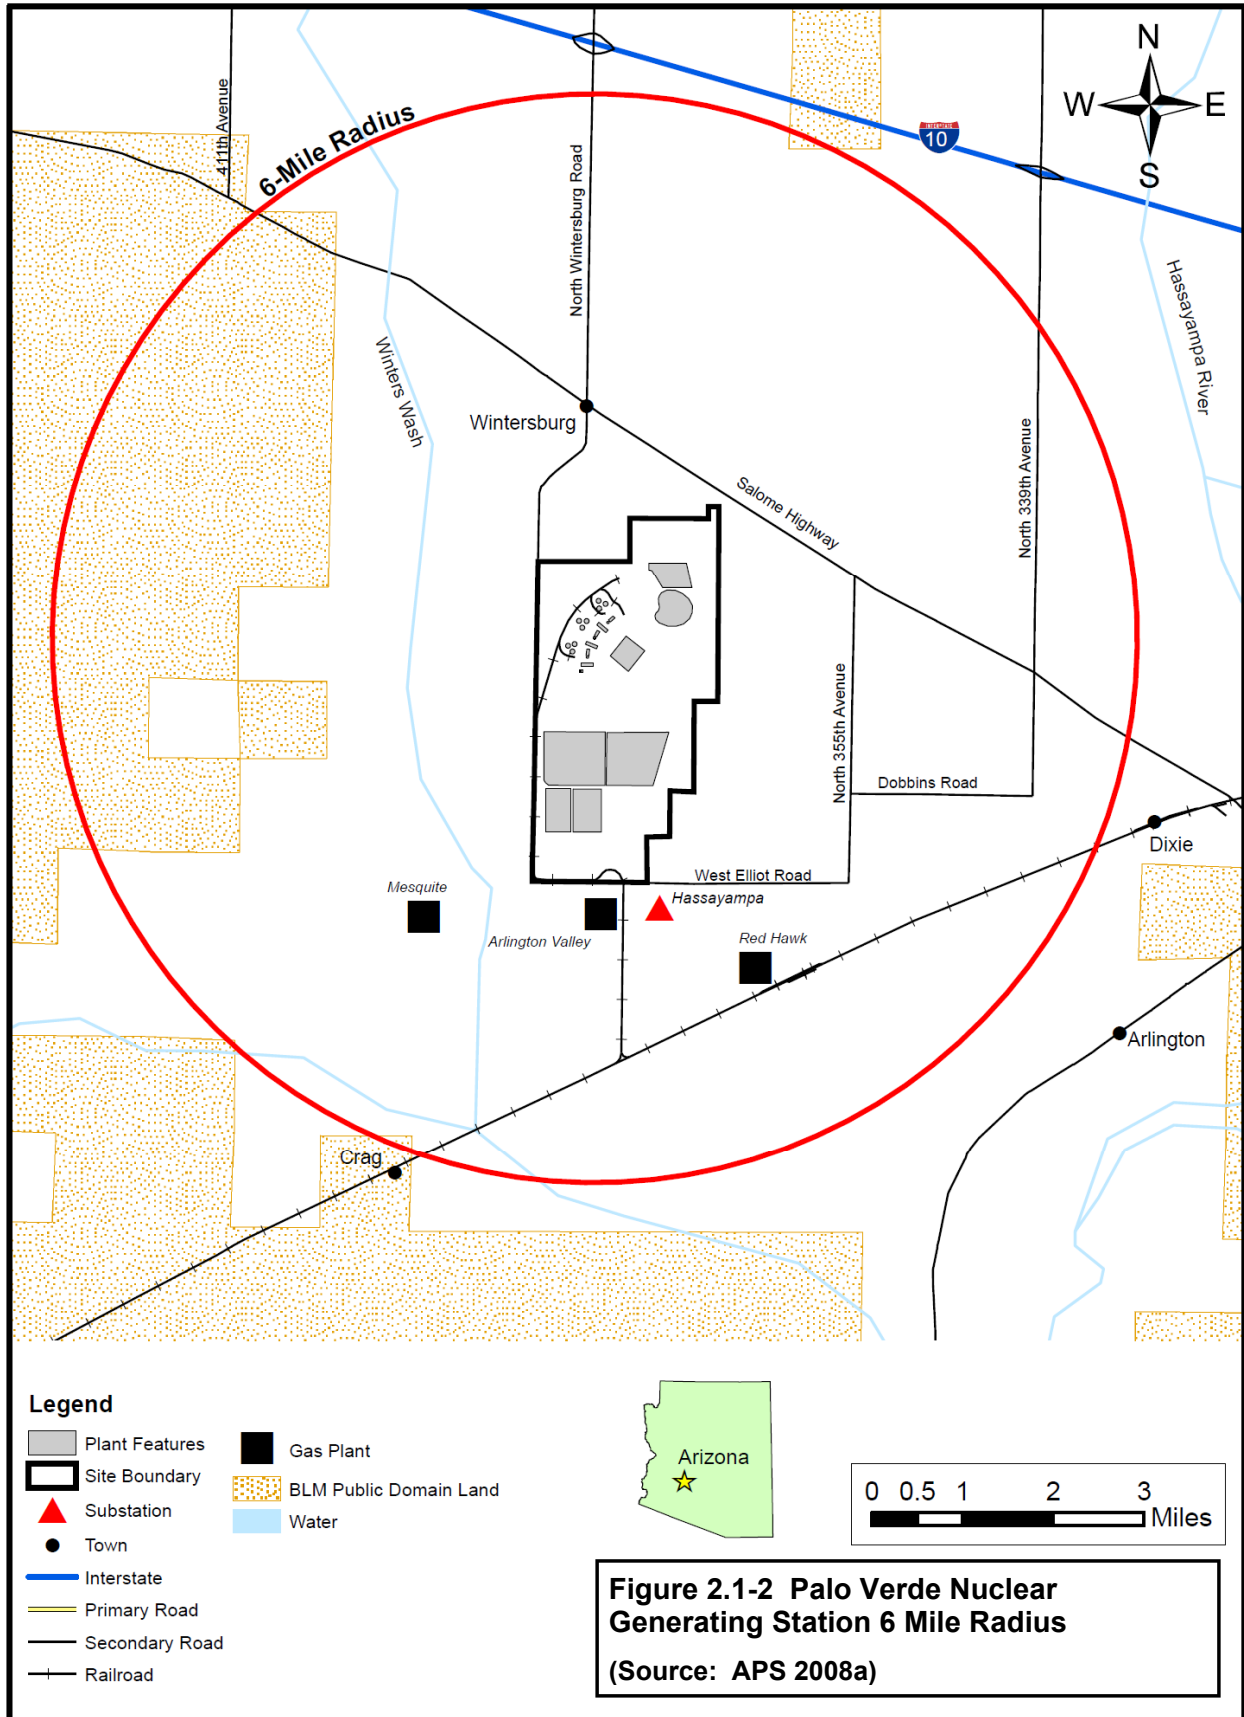 N
W
E
S
411th Avenue
6-Mile Radius
North Wintersburg Road
INTERSTATE
10
Hassayampa River
Winters Wash
Wintersburg
Salome Highway
North 339th Avenue
North 355th Avenue
Dobbins Road
Dixie
West Elliot Road
Mesquite
Hassayampa
Arlington Valley
Red Hawk
Arlington
Crag
Legend
Plant Features
Site Boundary
Substation
Town
Interstate
Primary Road
Secondary Road
Railroad
Gas Plant
BLM Public Domain Land
Water
Arizona
0 0.5 1 2 3
Miles
Figure 2.1-2 Palo Verde Nuclear
Generating Station 6 Mile Radius
(Source: APS 2008a)